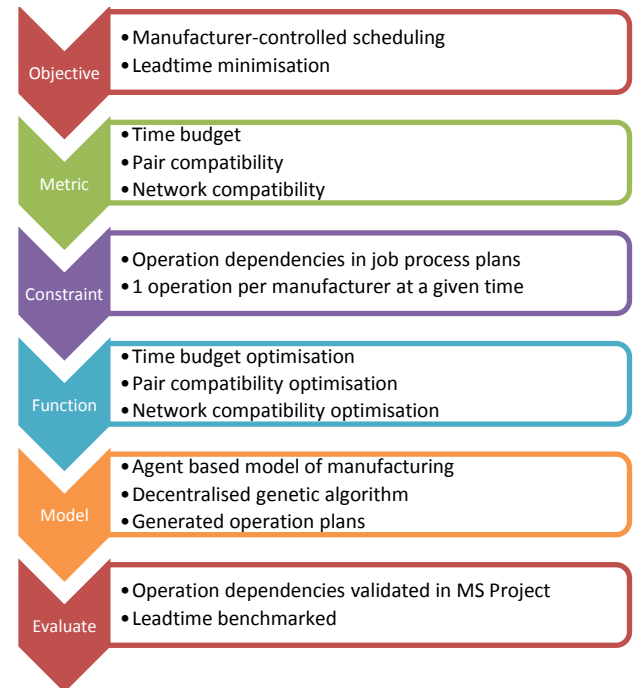 Objective
•Manufacturer-controlled scheduling
•Leadtime minimisation
Metric
•Time budget
•Pair compatibility
•Network compatibility
Constraint
•Operation dependencies in job process plans
•1 operation per manufacturer at a given time
Function
•Time budget optimisation
•Pair compatibility optimisation
•Network compatibility optimisation
Model
•Agent based model of manufacturing
•Decentralised genetic algorithm
•Generated operation plans
Evaluate
•Operation dependencies validated in MS Project
•Leadtime benchmarked